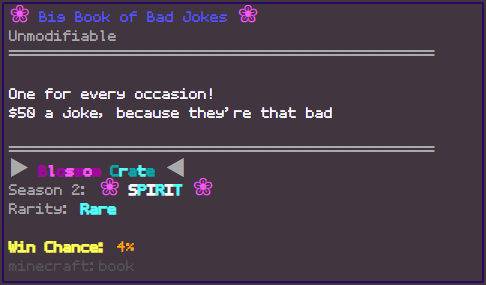 Big Book of Bad Jokes
Unmodifiable
One for every occasion!
$50 a joke, because they're that bad
Blossom Crate
Season 2: SPIRIT
Rarity: Rare
Win Chance: 4%
minecraft:book